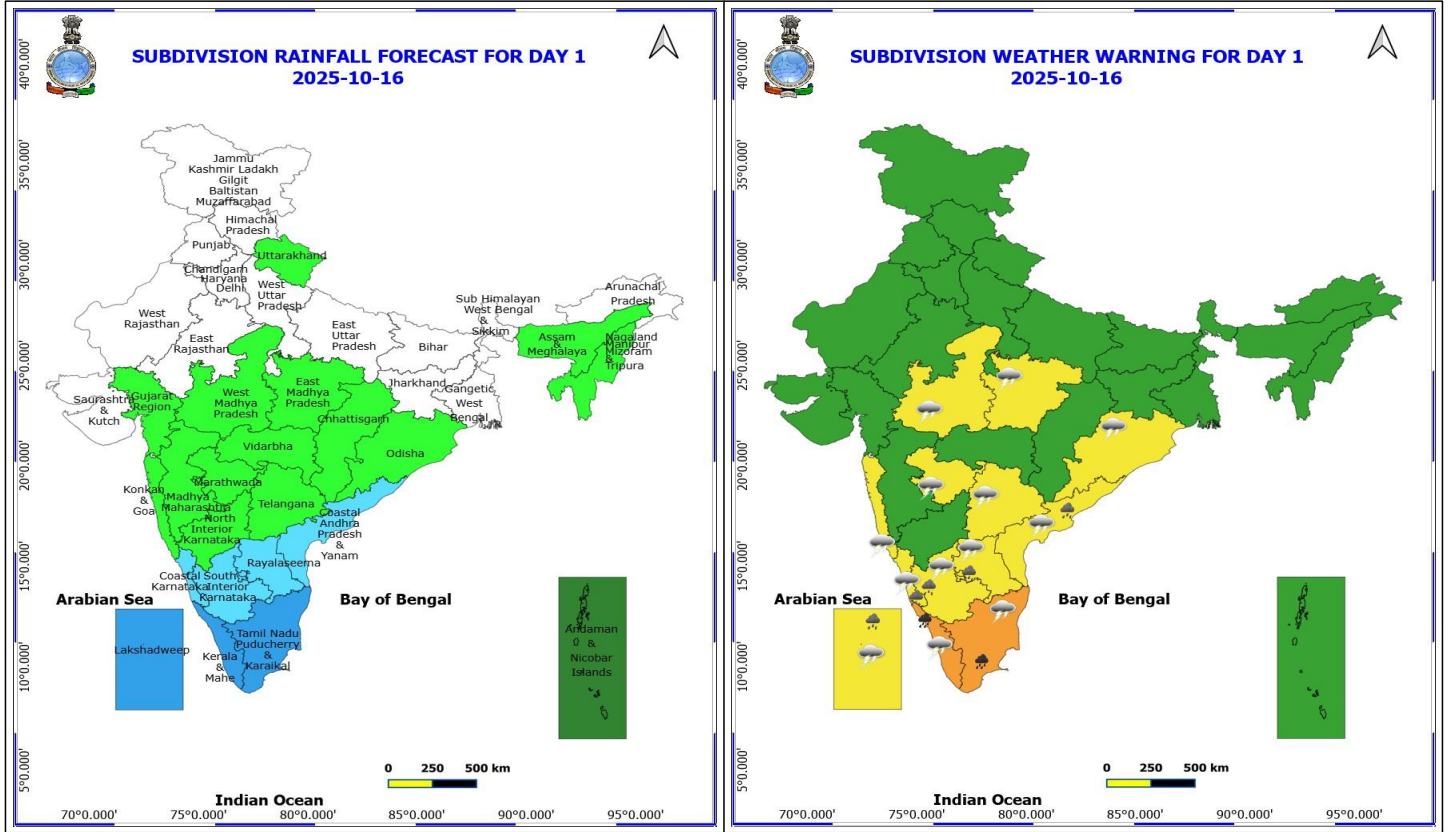 SUBDIVISION RAINFALL FORECAST FOR DAY 1
2025-10-16
40°0.000'
35°0.000'
30°0.000'
25°0.000'
20°0.000'
15°0.000'
10°0.000'
5°0.000'
Jammu
Kashmir Ladakh
Gilgit
Baltistan
Muzaffarabad
Himachal
Pradesh
Punjab
Uttarakhand
Chandigarh
Haryana
Delhi
West
Uttar
Pradesh
Arunachal
Pradesh
Sub Himalayan
West Bengal
&
Sikkim
West
Rajasthan
East
Rajasthan
East
Uttar
Pradesh
Bihar
Assam
&
Meghalaya
Nagaland
Manipur
Mizoram
&
Tripura
Jharkhand
Gangetic
West
Bengal
Saurashtra
&
Kutch
Gujarat
Region
West
Madhya
Pradesh
East
Madhya
Pradesh
Chhattisgarh
Vidarbha
Odisha
Konkan
&
Goa
Madhya
Maharashtra
Marathwada
Telangana
North
Interior
Karnataka
Coastal
Andhra
Pradesh
&
Yanam
Rayalaseema
Coastal
Karnataka
South
Interior
Karnataka
Arabian Sea
Bay of Bengal
Lakshadweep
Kerala
&
Mahe
Tamil Nadu
Puducherry
&
Karaikal
Andaman
&
Nicobar
Islands
0 250 500 km
Indian Ocean
70°0.000' 75°0.000' 80°0.000' 85°0.000' 90°0.000' 95°0.000'
SUBDIVISION WEATHER WARNING FOR DAY 1
2025-10-16
40°0.000'
35°0.000'
30°0.000'
25°0.000'
20°0.000'
15°0.000'
10°0.000'
5°0.000'
Arabian Sea
Bay of Bengal
0 250 500 km
Indian Ocean
70°0.000' 75°0.000' 80°0.000' 85°0.000' 90°0.000' 95°0.000'